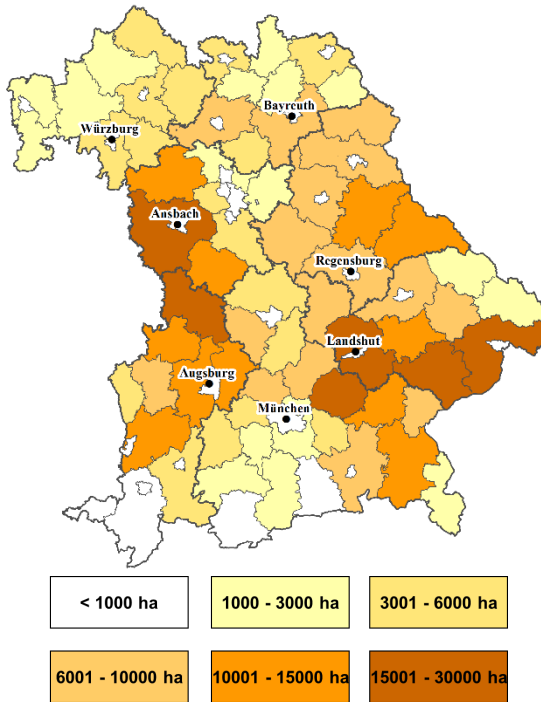 Bayreuth
Würzburg
Ansbach
Regensburg
Landshut
Augsburg
München
< 1000 ha
1000 - 3000 ha
3001 - 6000 ha
6001 - 10000 ha
10001 - 15000 ha
15001 - 30000 ha